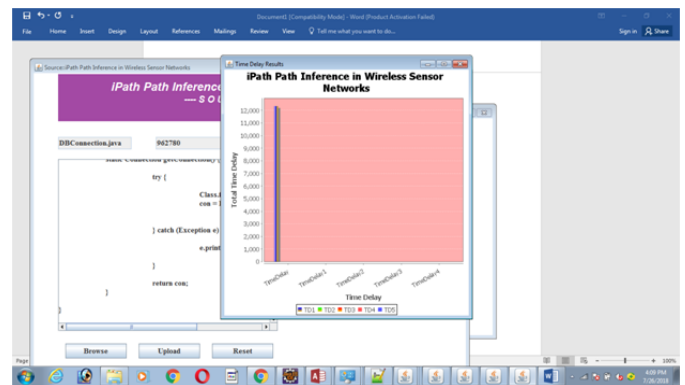 Document1 [Compatibility Mode] - Word (Product Activation Failed)
File Home Insert Design Layout References Mailings Review View Tell me what you want to do... Sign in Share
Source::iPath Path Inference in Wireless Sensor Networks
iPath Path Inference
---- S O U
DBConnection.java 962780
try {
Class.
con =
} catch (Exception e)
e.print
}
return con;
}
}
Browse Upload Reset
Time Delay Results
iPath Path Inference in Wireless Sensor
Networks
Total Time Delay
12,000
11,000
10,000
9,000
8,000
7,000
6,000
5,000
4,000
3,000
2,000
1,000
0
TimeDelay TimeDelay1 TimeDelay2 TimeDelay3 TimeDelay4
Time Delay
TD1 TD2 TD3 TD4 TD5
Page
100%
4:09 PM
7/26/2018